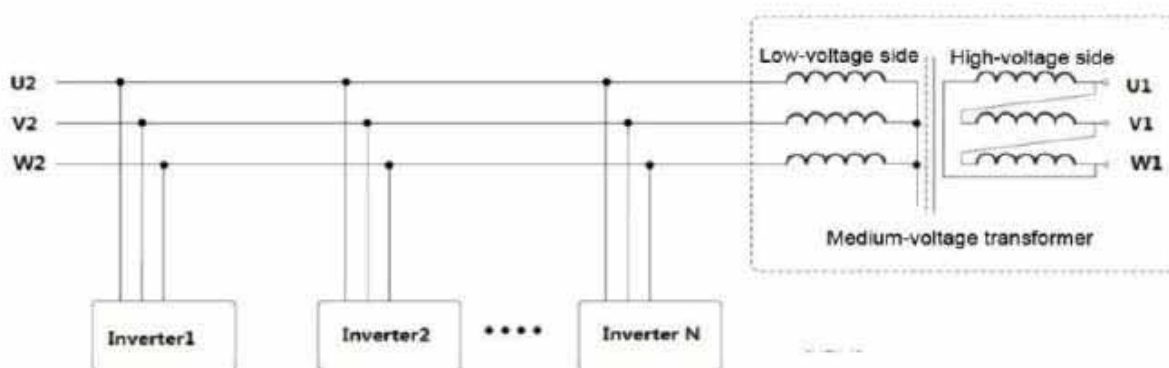 Low-voltage side
High-voltage side
U2
U1
V2
V1
W2
W1
Medium-voltage transformer
Inverter1
Inverter2
Inverter N